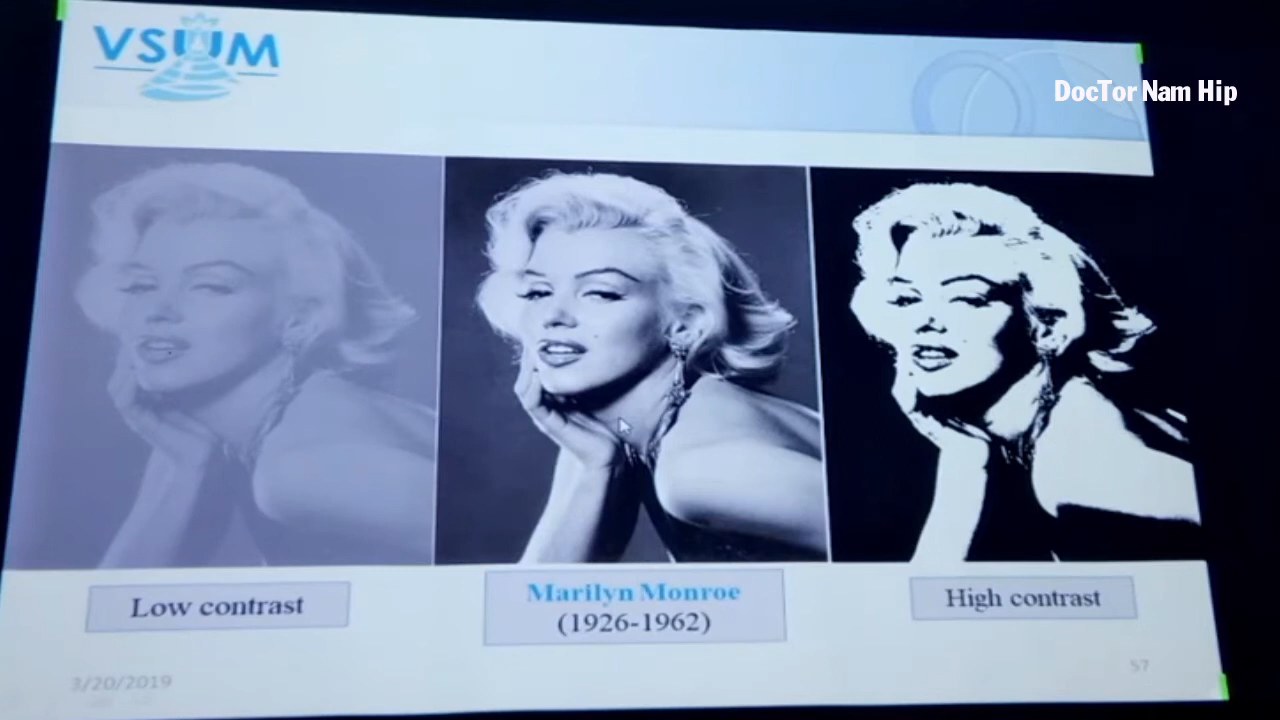 VSUM
DocTor Nam Hip
Low contrast
Marilyn Monroe
(1926-1962)
High contrast
3/20/2019
57